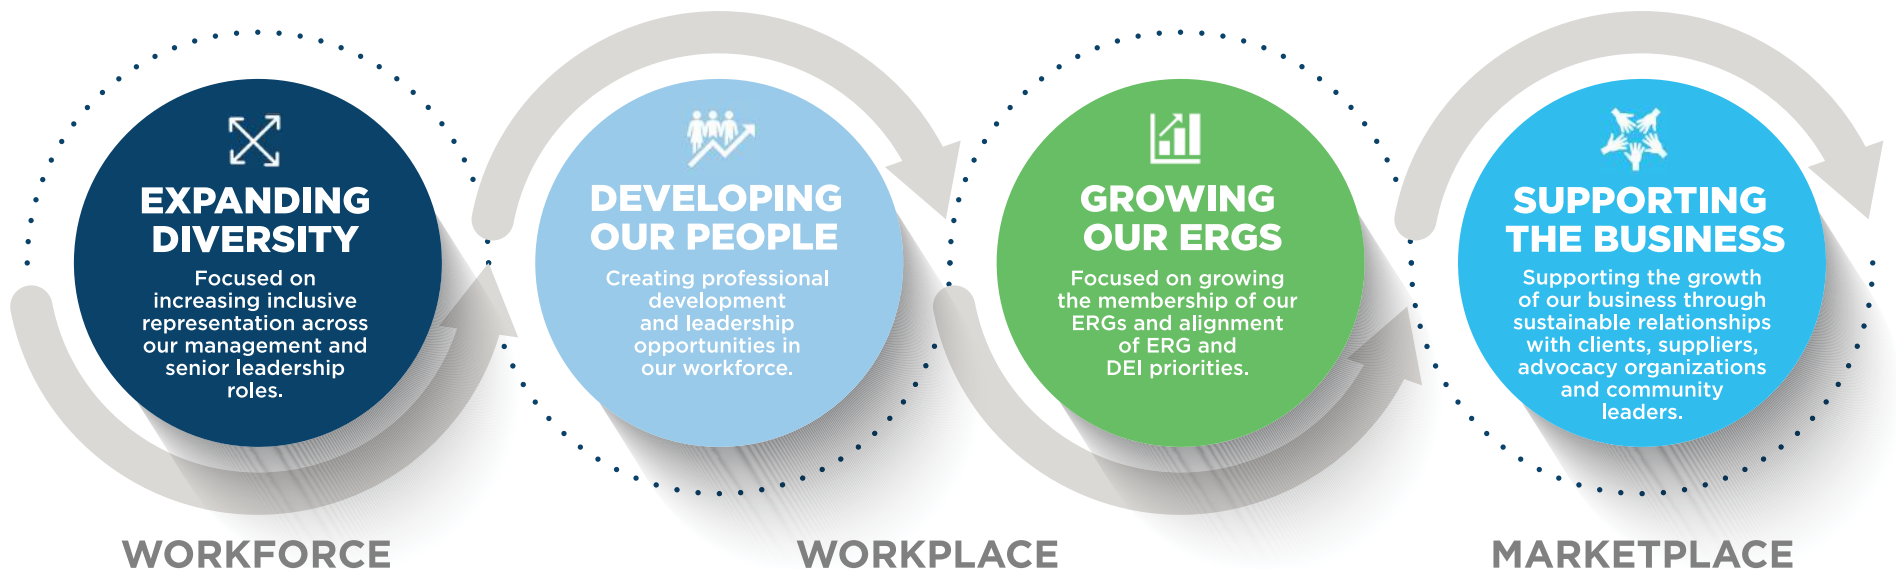 EXPANDING
DIVERSITY
Focused on
increasing inclusive
representation across
our management and
senior leadership
roles.
DEVELOPING
OUR PEOPLE
Creating professional
development
and leadership
opportunities in
our workforce.
GROWING
OUR ERGS
Focused on growing
the membership of our
ERGs and alignment
of ERG and
DEI priorities.
SUPPORTING
THE BUSINESS
Supporting the growth
of our business through
sustainable relationships
with clients, suppliers,
advocacy organizations
and community
leaders.
WORKFORCE
WORKPLACE
MARKETPLACE